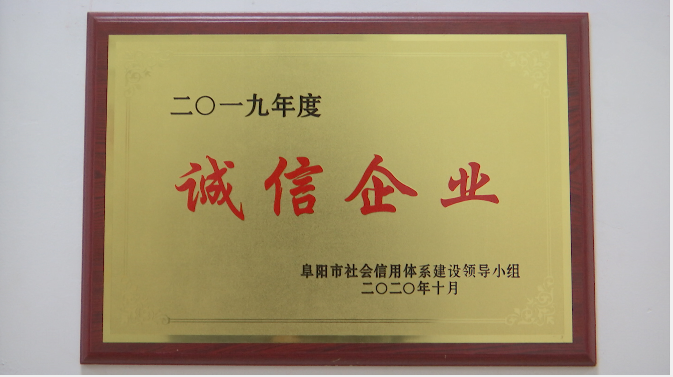 二〇一九年度
诚信企业
阜阳市社会信用体系建设领导小组
二〇二〇年十月